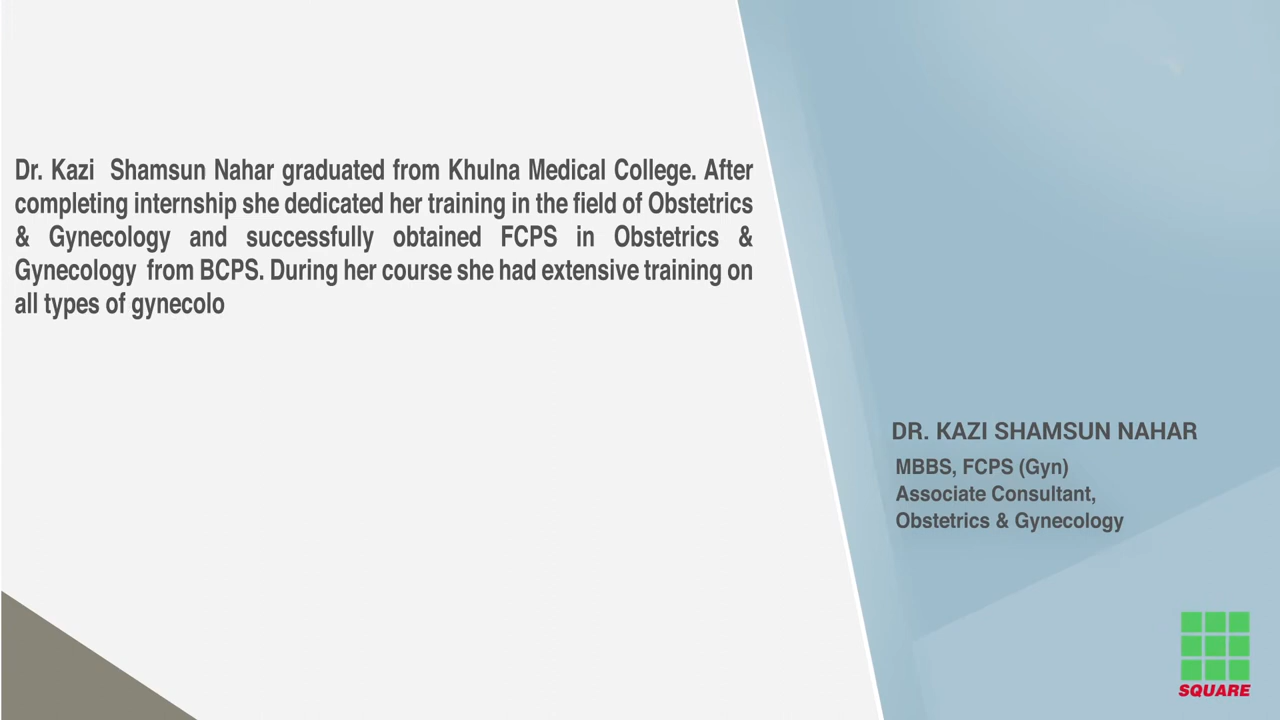 Dr. Kazi Shamsun Nahar graduated from Khulna Medical College. After
completing internship she dedicated her training in the field of Obstetrics
& Gynecology and successfully obtained FCPS in Obstetrics &
Gynecology from BCPS. During her course she had extensive training on
all types of gynecolo
DR. KAZI SHAMSUN NAHAR
MBBS, FCPS (Gyn)
Associate Consultant,
Obstetrics & Gynecology
SQUARE